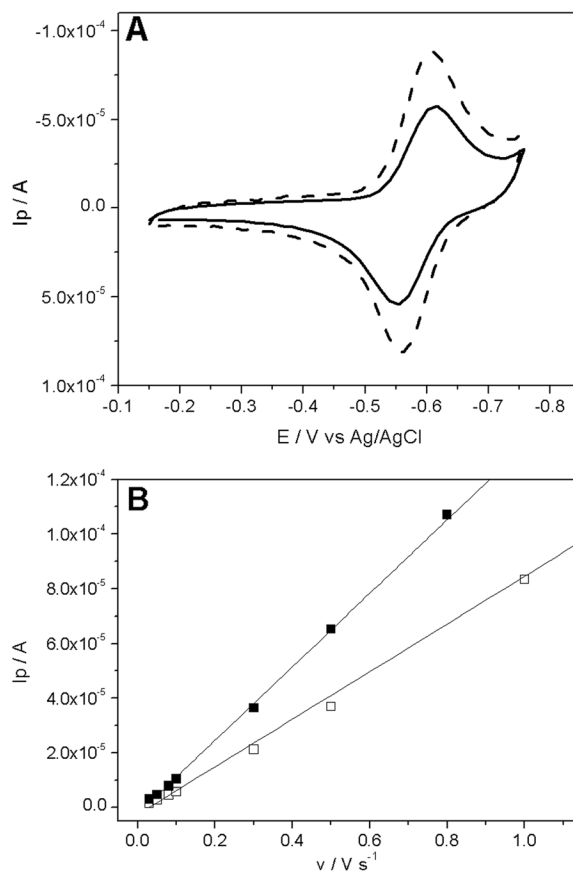 A
-1.0x10⁻⁴
-5.0x10⁻⁵
0.0
5.0x10⁻⁵
1.0x10⁻⁴
Ip / A
-0.1 -0.2 -0.3 -0.4 -0.5 -0.6 -0.7 -0.8
E / V vs Ag/AgCl
B
1.2x10⁻⁴
1.0x10⁻⁴
8.0x10⁻⁵
6.0x10⁻⁵
4.0x10⁻⁵
2.0x10⁻⁵
0.0
Ip / A
0.0 0.2 0.4 0.6 0.8 1.0
v / V s⁻¹